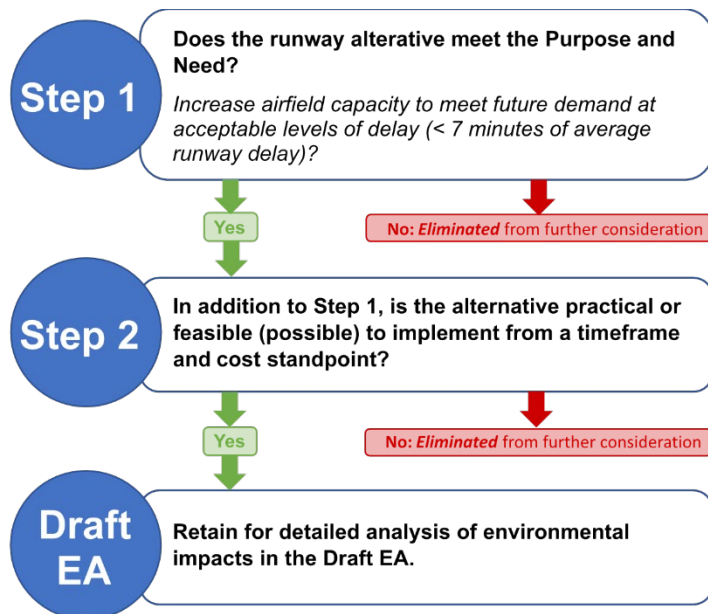 Step 1
Does the runway alterative meet the Purpose and
Need?
Increase airfield capacity to meet future demand at
acceptable levels of delay (< 7 minutes of average
runway delay)?
Yes
No: Eliminated from further consideration
Step 2
In addition to Step 1, is the alternative practical or
feasible (possible) to implement from a timeframe
and cost standpoint?
Yes
No: Eliminated from further consideration
Draft
EA
Retain for detailed analysis of environmental
impacts in the Draft EA.